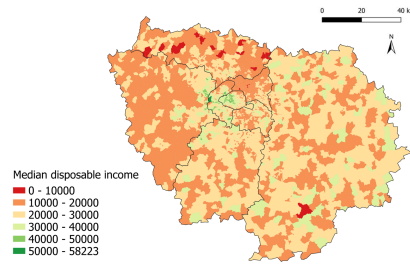 0 20 40 k
N
Median disposable income
0 - 10000
10000 - 20000
20000 - 30000
30000 - 40000
40000 - 50000
50000 - 58223